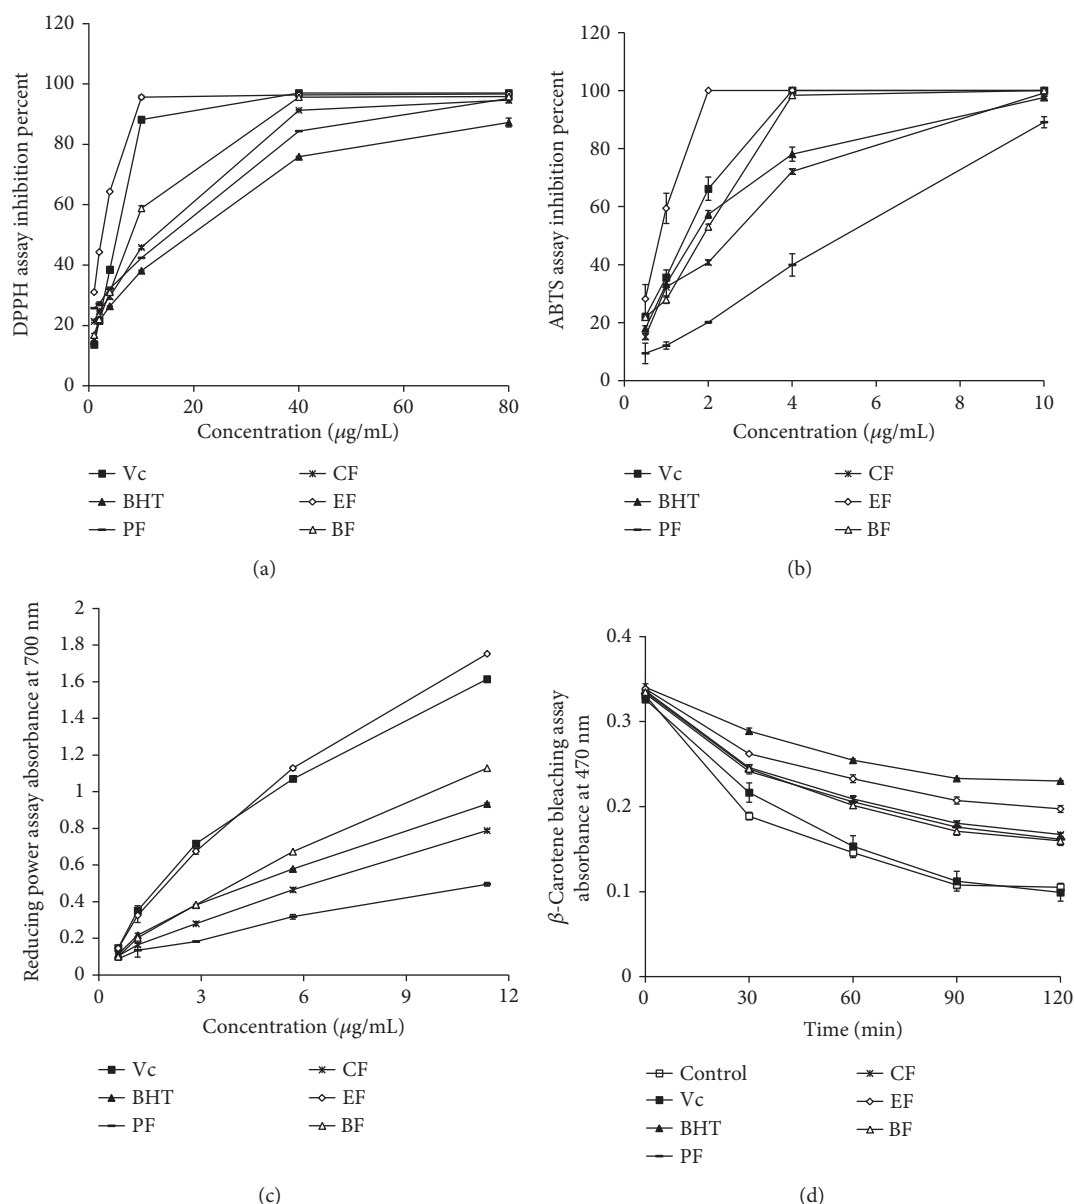 120
100
80
60
40
20
0
DPPH assay inhibition percent
0
20
40
60
80
Concentration (μg/mL)
Vc
CF
BHT
EF
PF
BF
(a)
120
100
80
60
40
20
0
ABTS assay inhibition percent
0
2
4
6
8
10
Concentration (μg/mL)
Vc
CF
BHT
EF
PF
BF
(b)
2
1.8
1.6
1.4
1.2
1
0.8
0.6
0.4
0.2
0
Reducing power assay absorbance at 700 nm
0
3
6
9
12
Concentration (μg/mL)
Vc
CF
BHT
EF
PF
BF
(c)
0.4
0.3
0.2
0.1
0
β-Carotene bleaching assay
absorbance at 470 nm
0
30
60
90
120
Time (min)
Control
CF
Vc
EF
BHT
BF
PF
(d)